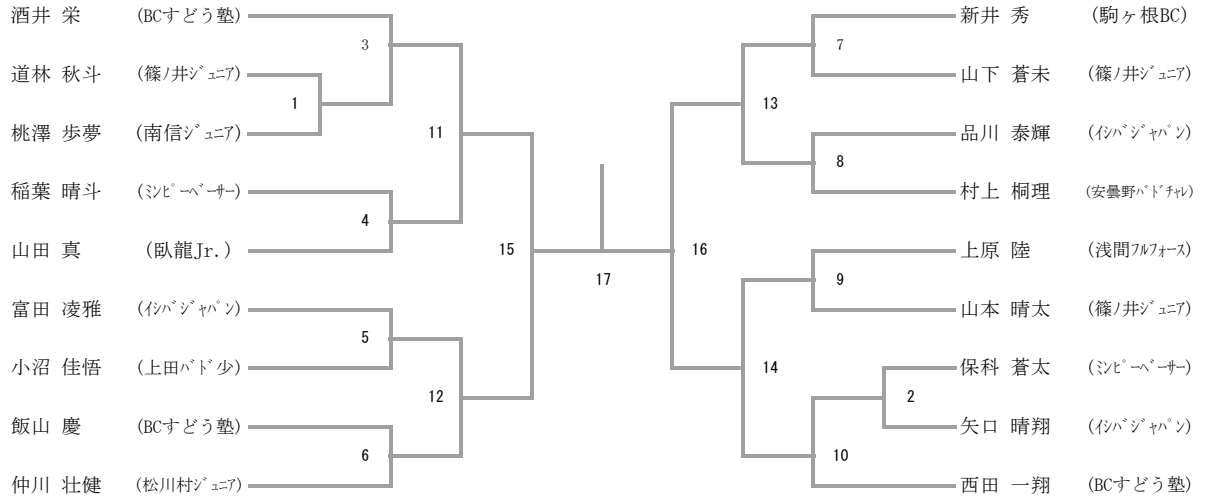 酒井 栄 (BCすどう塾)
道林 秋斗 (篠ﾉ井ｼﾞｭﾆｱ)
桃澤 歩夢 (南信ｼﾞｭﾆｱ)
稲葉 晴斗 (ﾐﾝﾋﾟｰﾍﾞｰｻｰ)
山田 真 (臥龍Jr.)
富田 凌雅 (ｲｼﾊﾞｼﾞｬﾊﾟﾝ)
小沼 佳悟 (上田ﾊﾞﾄﾞ少)
飯山 慶 (BCすどう塾)
仲川 壮健 (松川村ｼﾞｭﾆｱ)
3
1
11
4
15
5
12
6
17
7
13
8
16
9
14
2
10
新井 秀 (駒ヶ根BC)
山下 蒼未 (篠ﾉ井ｼﾞｭﾆｱ)
品川 泰輝 (ｲｼﾊﾞｼﾞｬﾊﾟﾝ)
村上 桐理 (安曇野ﾊﾞﾄﾞﾁｬﾚ)
上原 陸 (浅間ﾌﾙﾌｫｰｽ)
山本 晴太 (篠ﾉ井ｼﾞｭﾆｱ)
保科 蒼太 (ﾐﾝﾋﾟｰﾍﾞｰｻｰ)
矢口 晴翔 (ｲｼﾊﾞｼﾞｬﾊﾟﾝ)
西田 一翔 (BCすどう塾)